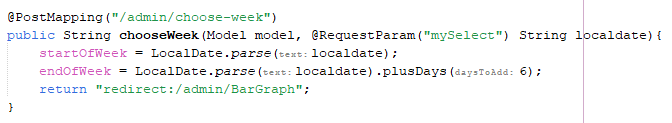 @PostMapping("/admin/choose-week")
public String chooseWeek(Model model, @RequestParam("mySelect") String localdate){
startOfWeek = LocalDate.parse(text: localdate);
endOfWeek = LocalDate.parse(text: localdate).plusDays(daysToAdd: 6);
return "redirect:/admin/BarGraph";
}